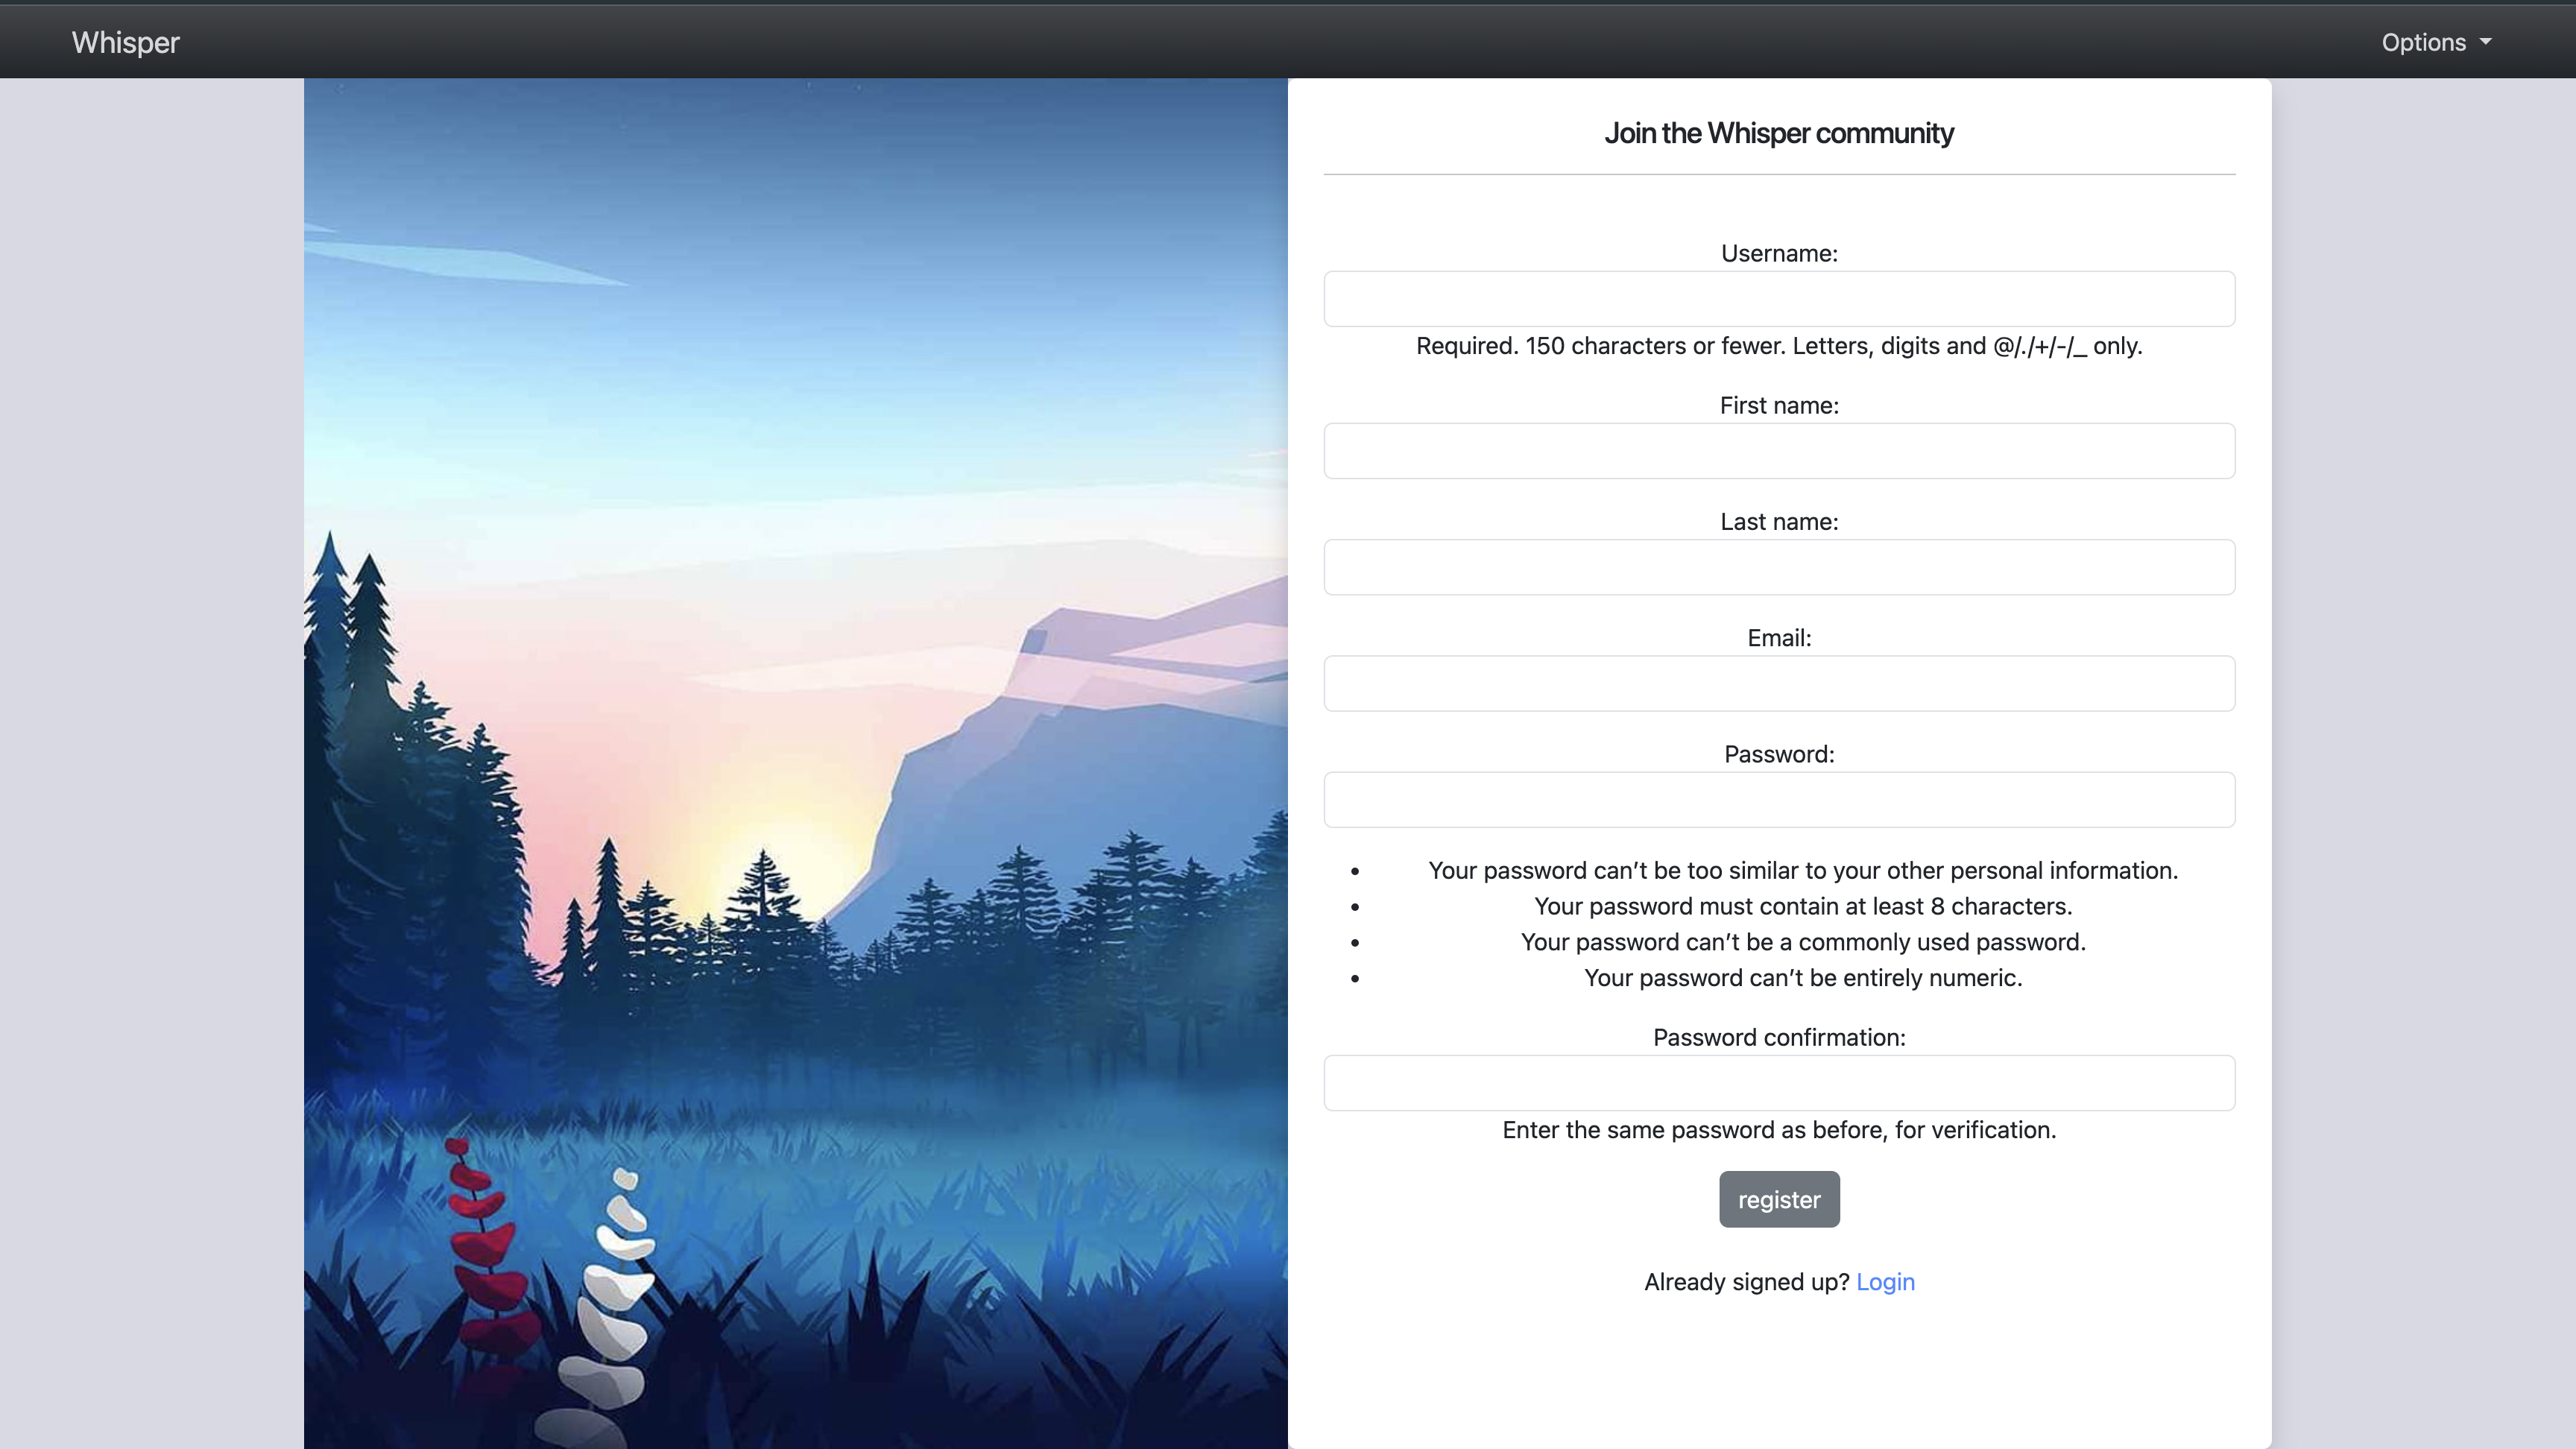 Whisper
Options
Join the Whisper community
Username:
Required. 150 characters or fewer. Letters, digits and @/./+/-/_ only.
First name:
Last name:
Email:
Password:
Your password can’t be too similar to your other personal information.
Your password must contain at least 8 characters.
Your password can’t be a commonly used password.
Your password can’t be entirely numeric.
Password confirmation:
Enter the same password as before, for verification.
register
Already signed up? Login